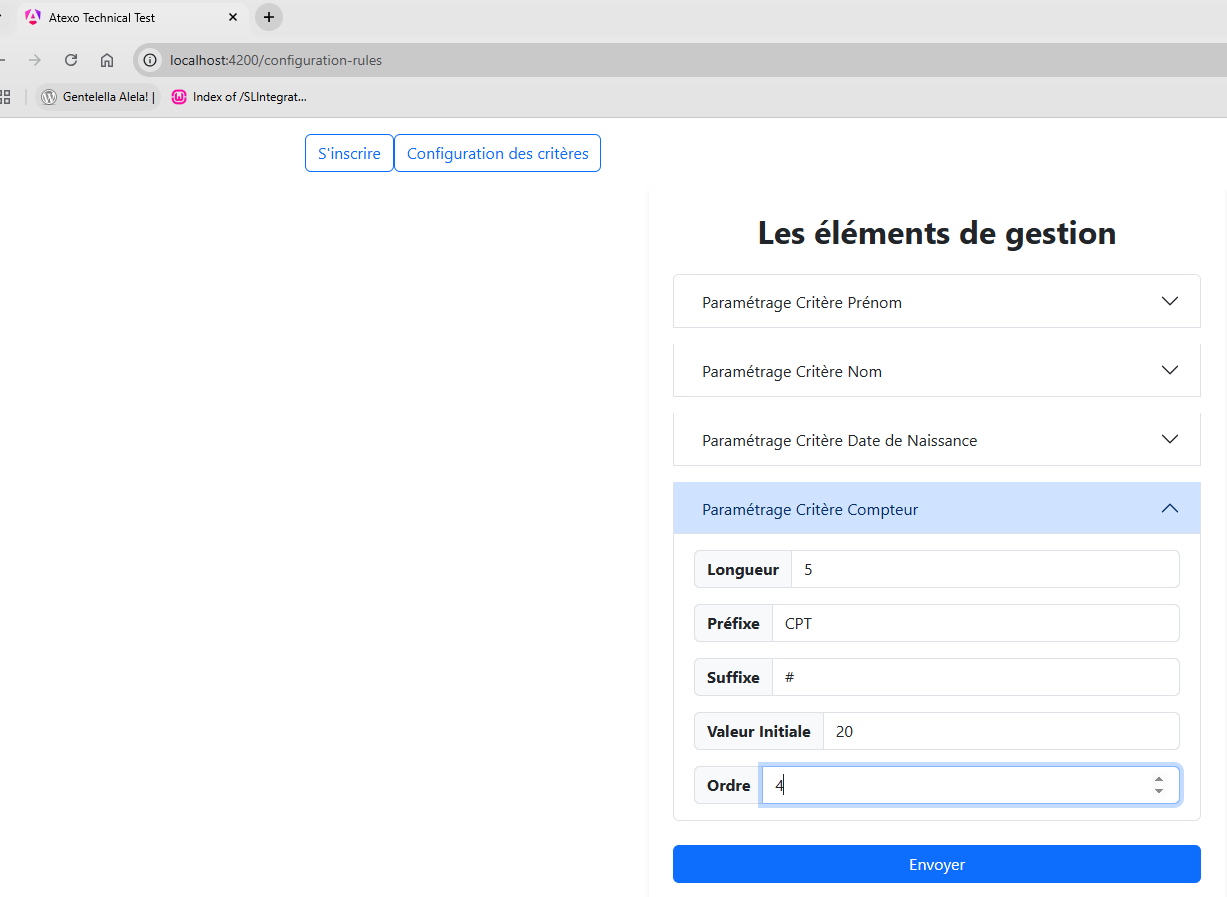 Atexo Technical Test
localhost:4200/configuration-rules
Gentelella Alela! | Index of /SLIntegrat...
S'inscrire Configuration des critères
Les éléments de gestion
Paramétrage Critère Prénom
Paramétrage Critère Nom
Paramétrage Critère Date de Naissance
Paramétrage Critère Compteur
Longueur 5
Préfixe CPT
Suffixe #
Valeur Initiale 20
Ordre 4
Envoyer